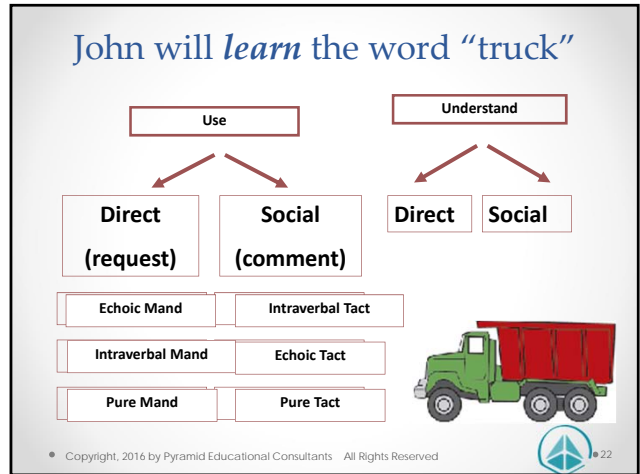 John will learn the word “truck”
Use
Understand
Direct
(request)
Social
(comment)
Direct
Social
Echoic Mand
Intraverbal Tact
Intraverbal Mand
Echoic Tact
Pure Mand
Pure Tact
• Copyright, 2016 by Pyramid Educational Consultants All Rights Reserved
• 22